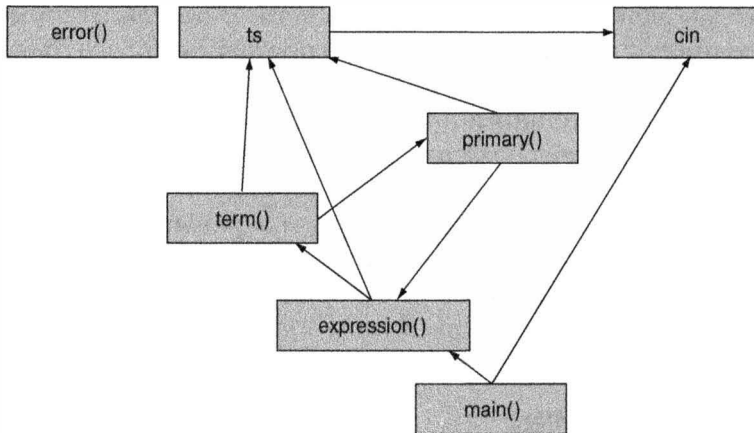 error()
ts
cin
primary()
term()
expression()
main()